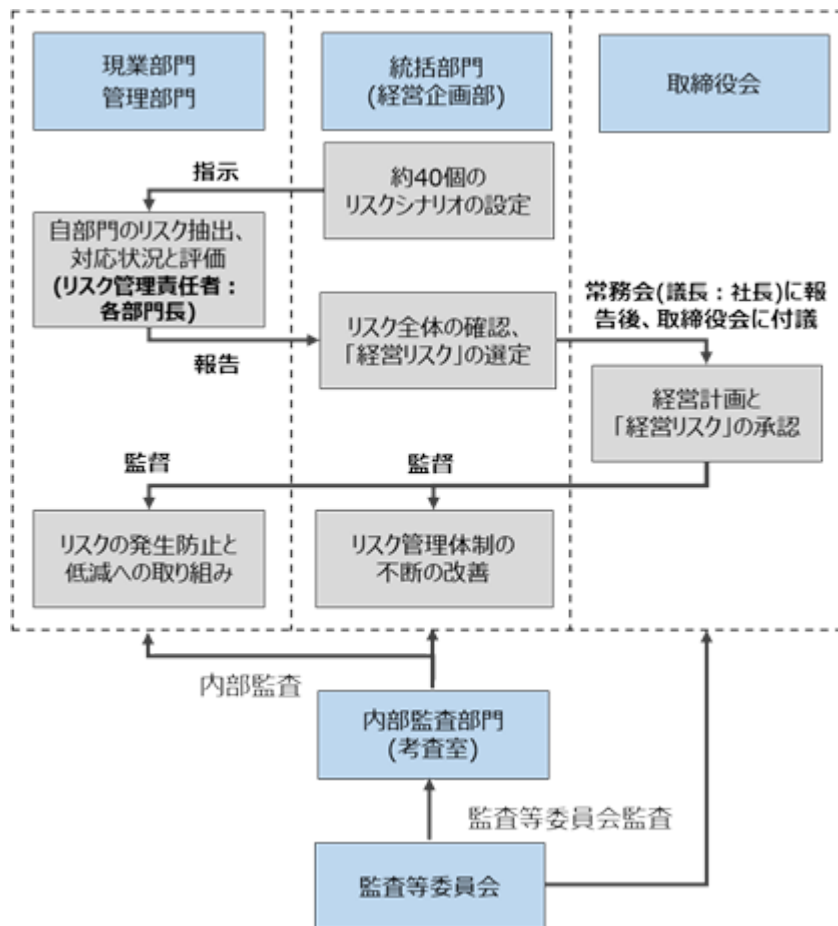 現業部門
管理部門
統括部門
(経営企画部)
取締役会
指示
約40個の
リスクシナリオの設定
自部門のリスク抽出、
対応状況と評価
(リスク管理責任者：
各部門長)
報告
リスク全体の確認、
「経営リスク」の選定
常務会(議長：社長)に報
告後、取締役会に付議
経営計画と
「経営リスク」の承認
監督
監督
リスクの発生防止と
低減への取り組み
リスク管理体制の
不断の改善
内部監査
内部監査部門
(考査室)
監査等委員会監査
監査等委員会